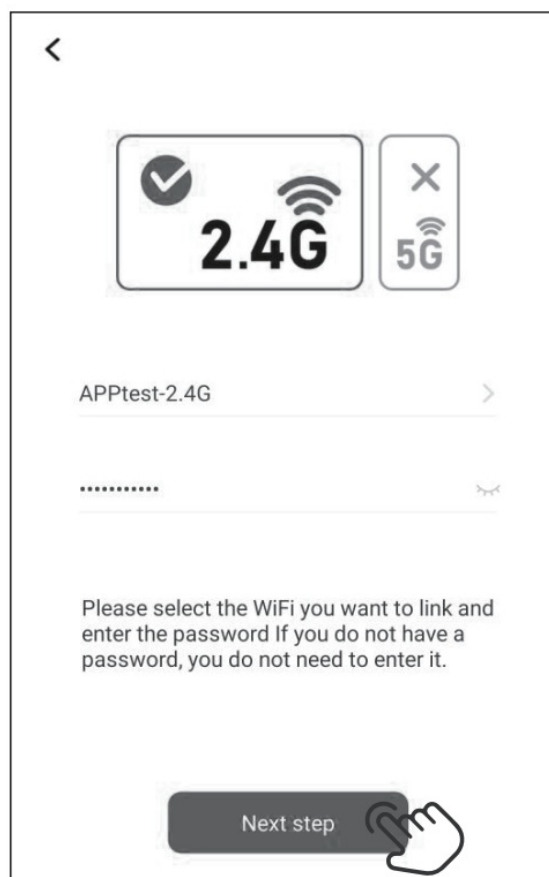 2.4G
5G
APPtest-2.4G
•••••••••••
Please select the WiFi you want to link and
enter the password If you do not have a
password, you do not need to enter it.
Next step